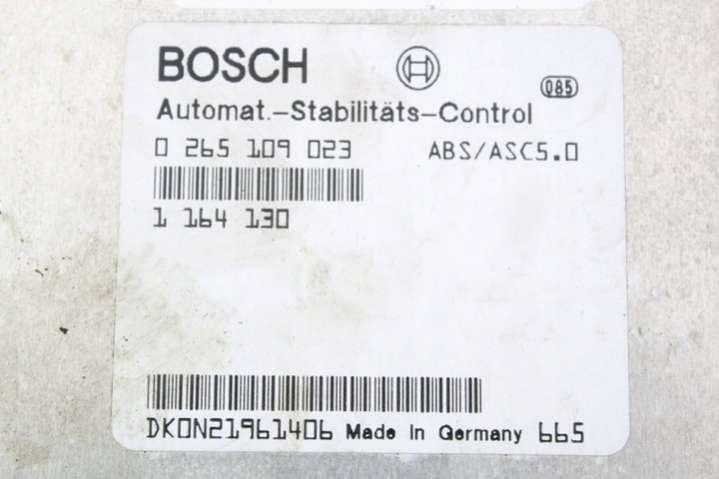 BOSCH
085
Automat.-Stabilitäts-Control
0 265 109 023 ABS/ASC5.0
1 164 130
DKON21961406 Made in Germany 665